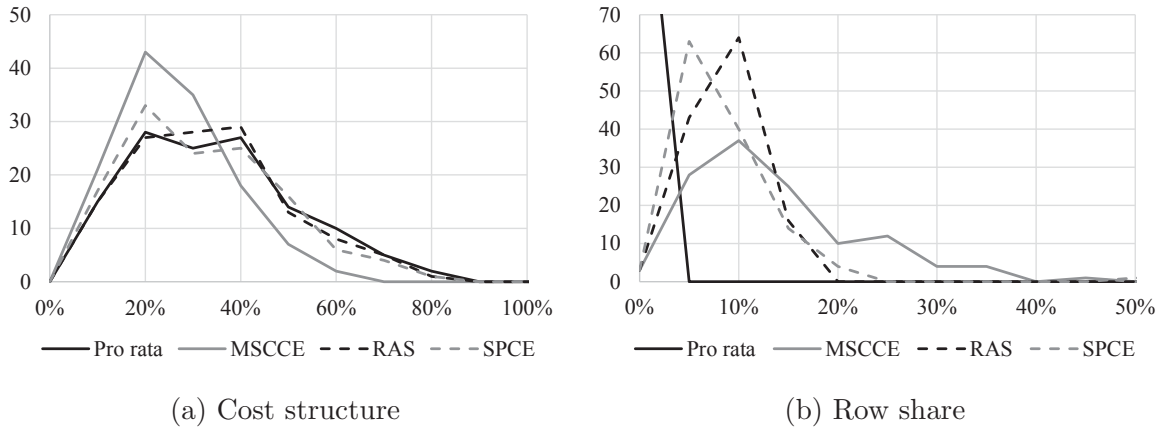 50
40
30
20
10
0
0% 20% 40% 60% 80% 100%
Pro rata MSCCE RAS SPCE
(a) Cost structure
70
60
50
40
30
20
10
0
0% 10% 20% 30% 40% 50%
Pro rata MSCCE RAS SPCE
(b) Row share